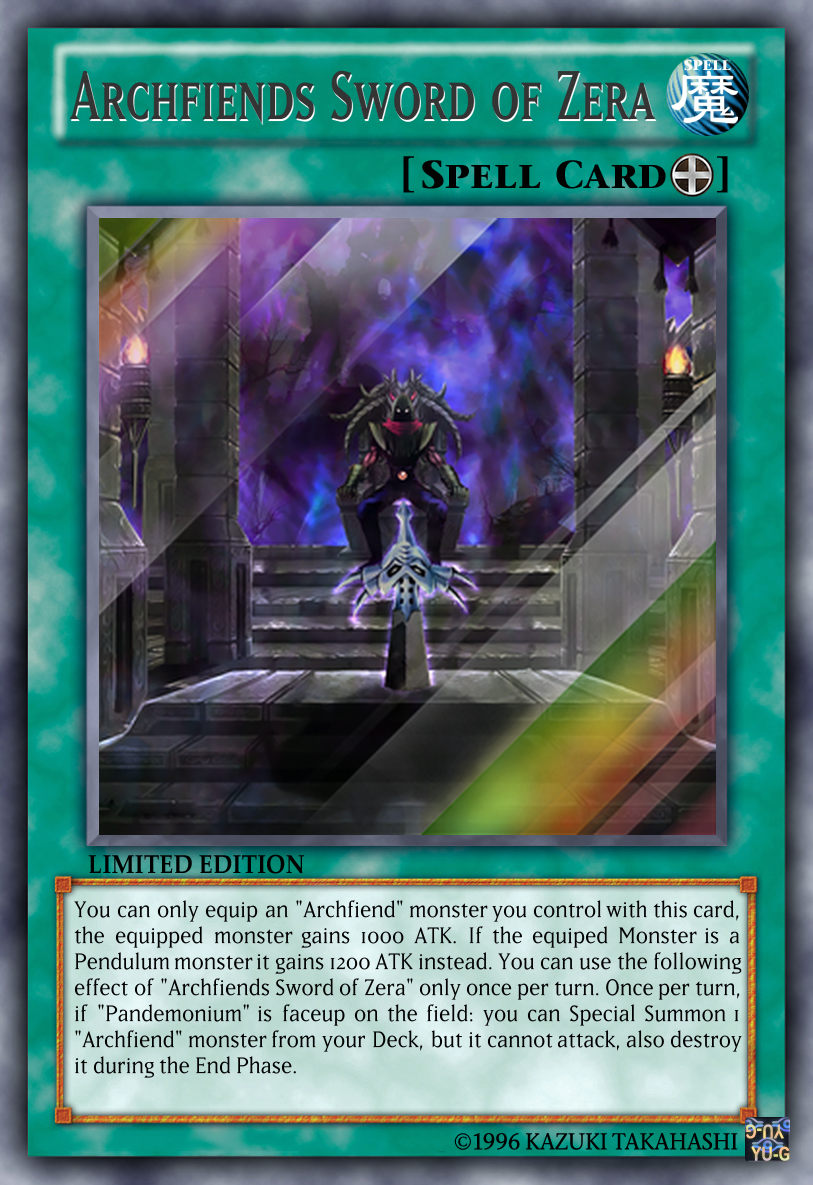 Archfiends Sword of Zera
SPELL
魔
[Spell Card]
LIMITED EDITION
You can only equip an "Archfiend" monster you control with this card,
the equipped monster gains 1000 ATK. If the equiped Monster is a
Pendulum monster it gains 1200 ATK instead. You can use the following
effect of "Archfiends Sword of Zera" only once per turn. Once per turn,
if "Pandemonium" is faceup on the field: you can Special Summon 1
"Archfiend" monster from your Deck, but it cannot attack, also destroy
it during the End Phase.
©1996 KAZUKI TAKAHASHI
YU-G